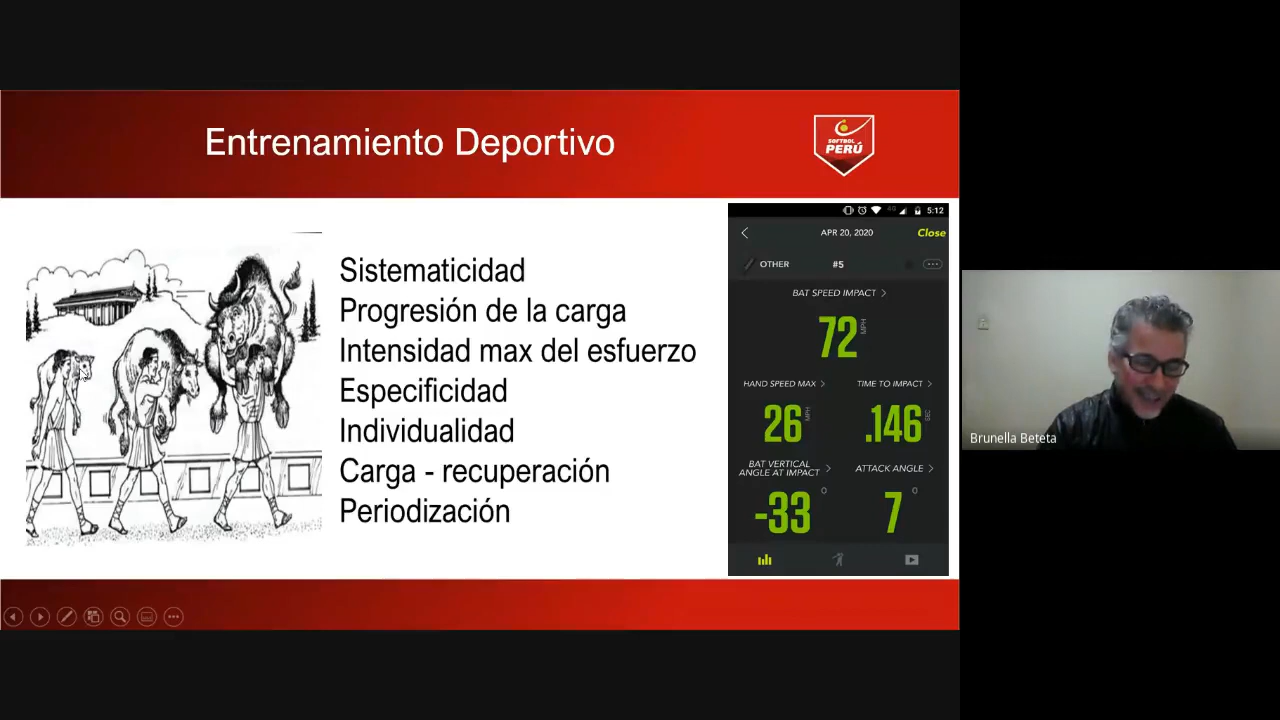 Entrenamiento Deportivo
SOFTBOL
PERÚ
Sistematicidad
Progresión de la carga
Intensidad max del esfuerzo
Especificidad
Individualidad
Carga - recuperación
Periodización
4G 5:12
APR 20, 2020 Close
OTHER #5
BAT SPEED IMPACT
72 MPH
HAND SPEED MAX TIME TO IMPACT
26 MPH .146 SEC
BAT VERTICAL
ANGLE AT IMPACT ATTACK ANGLE
-33 ° 7 °
Brunella Beteta